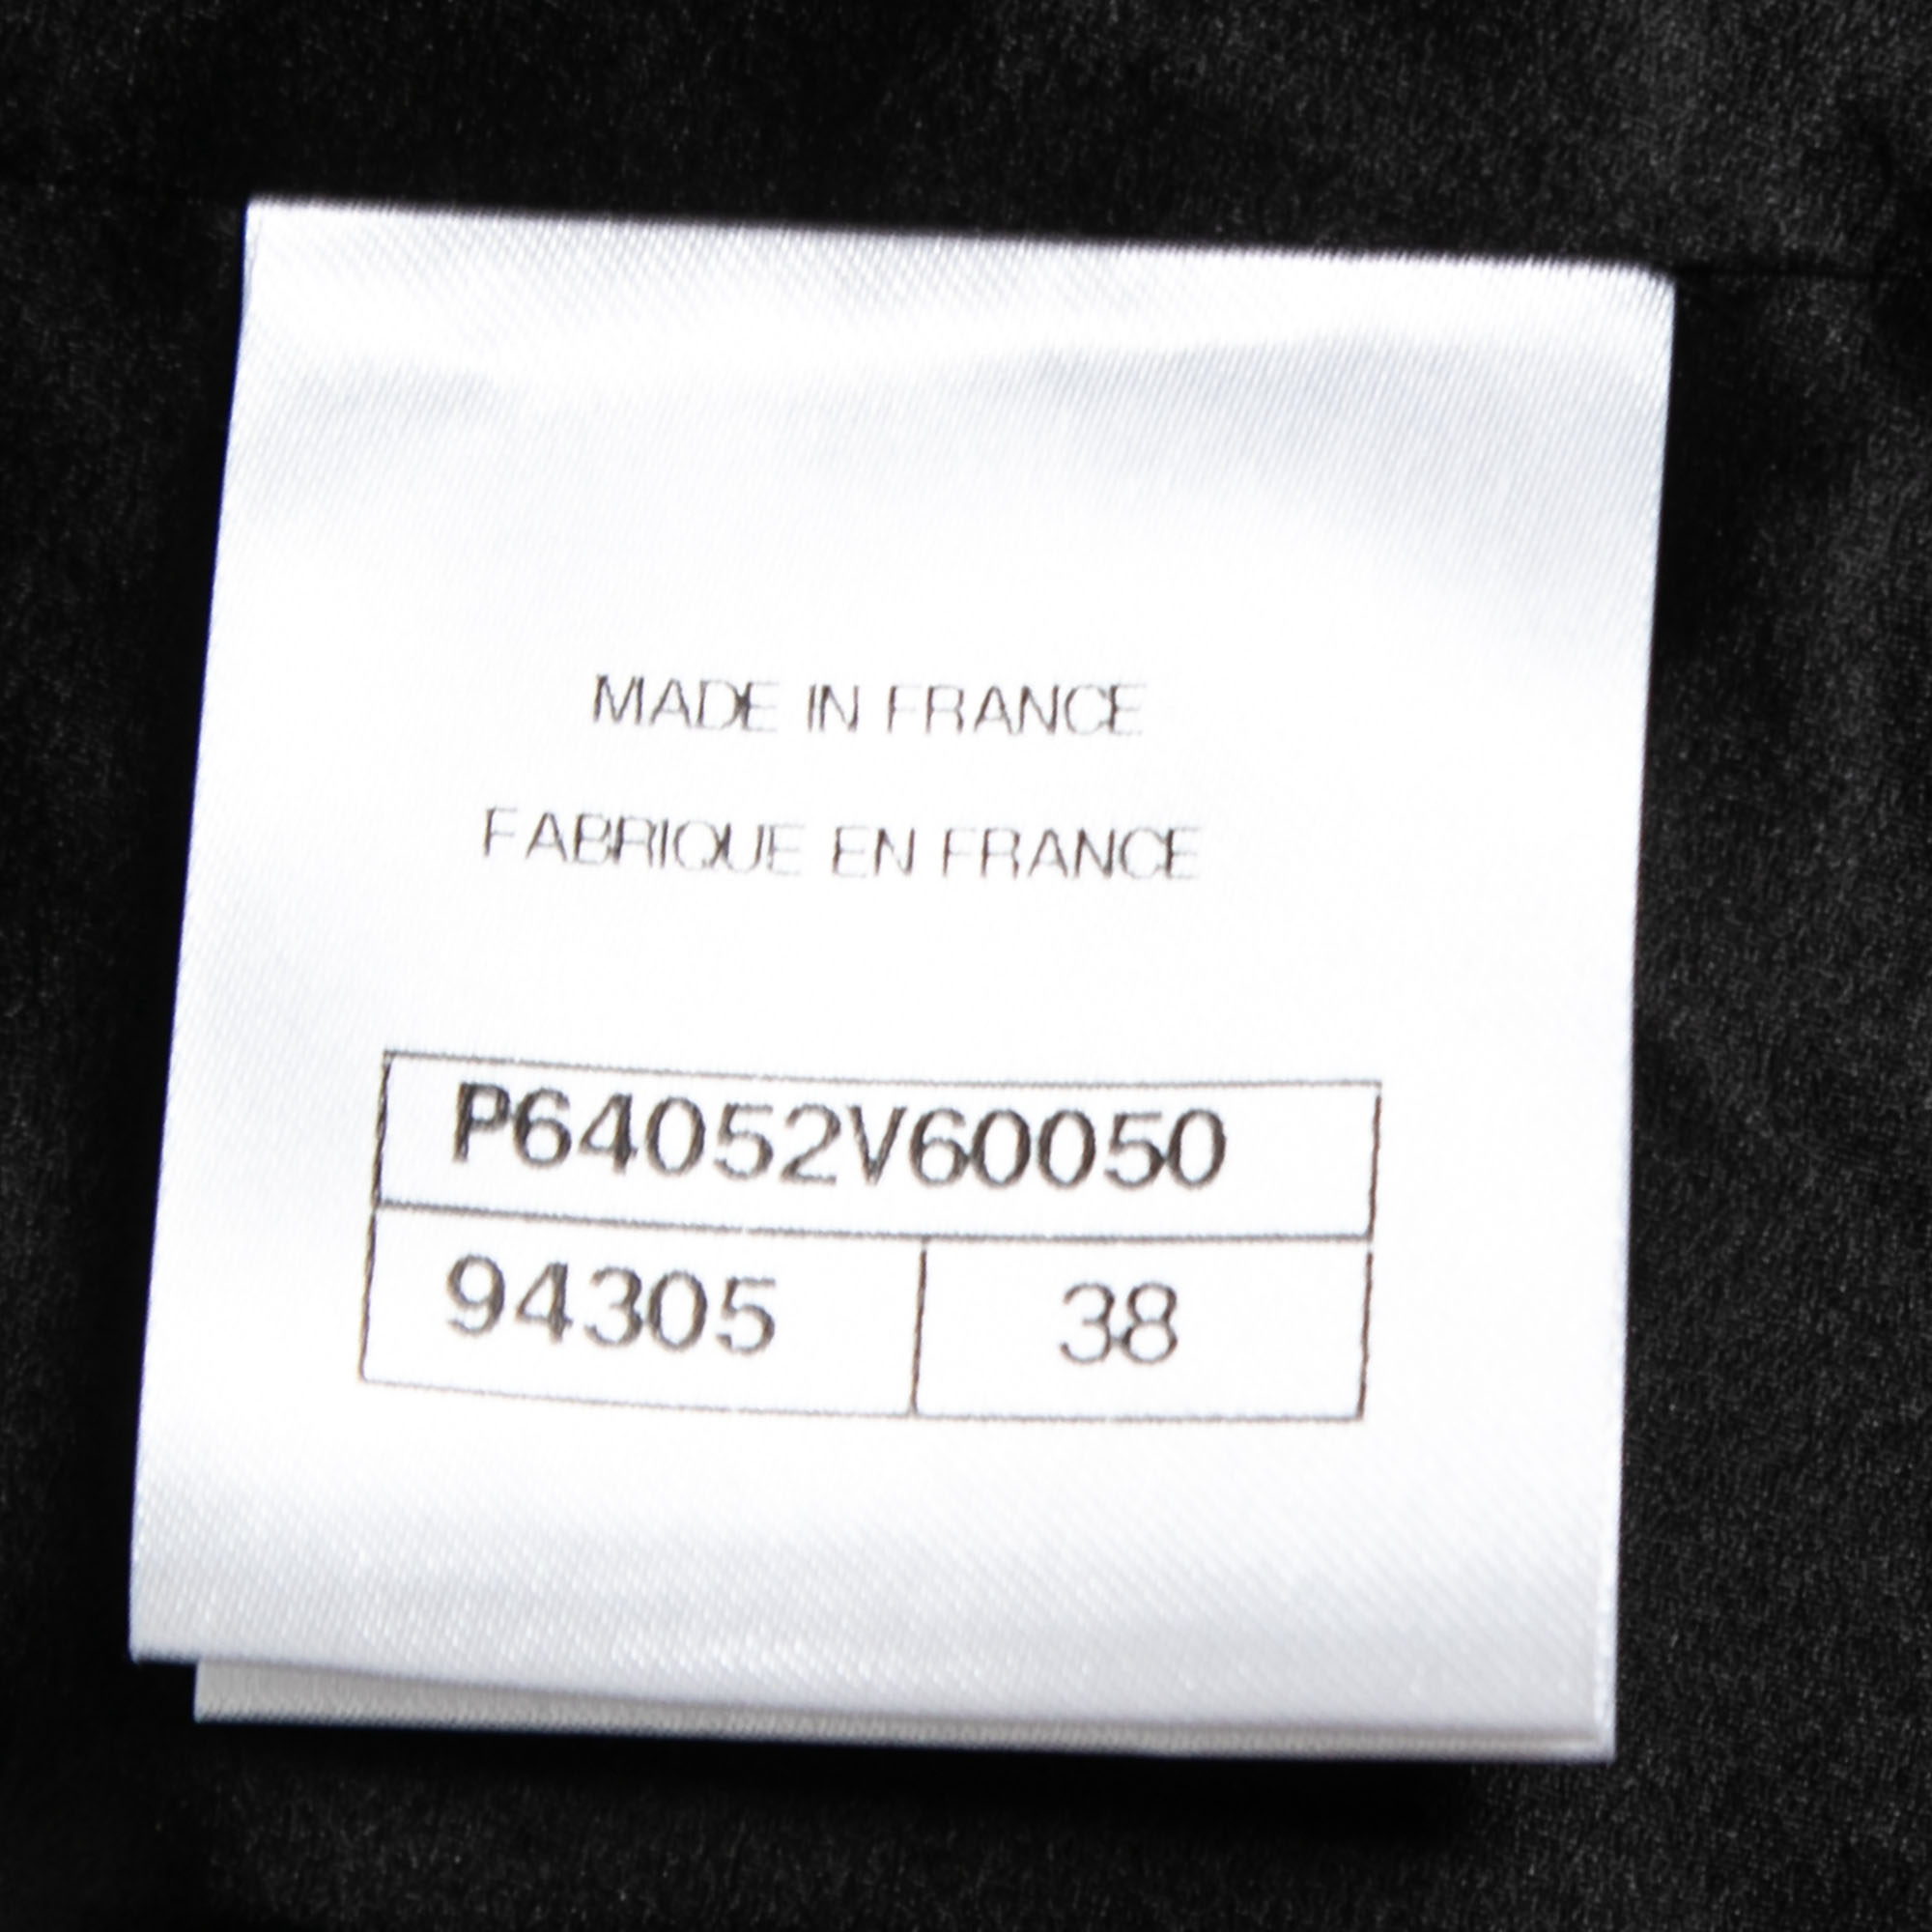 MADE IN FRANCE
FABRIQUE EN FRANCE
P64052V60050
94305 38